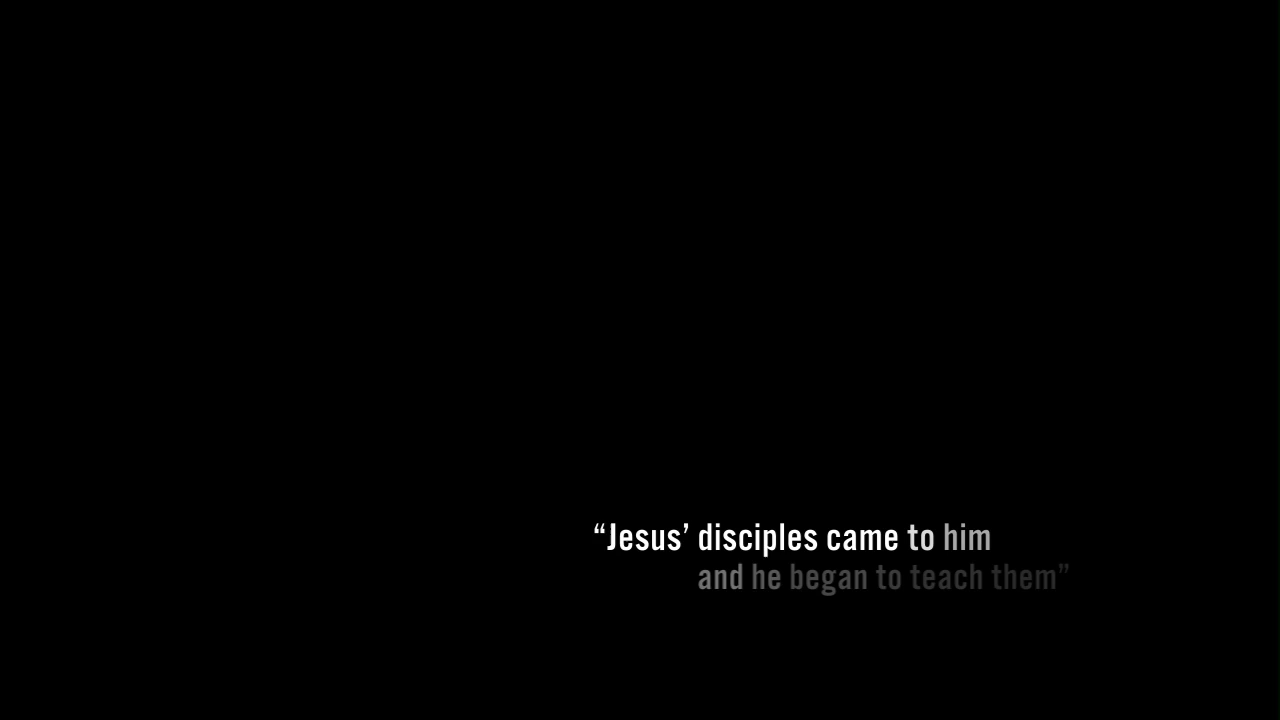 “Jesus’ disciples came to him
and he began to teach them”